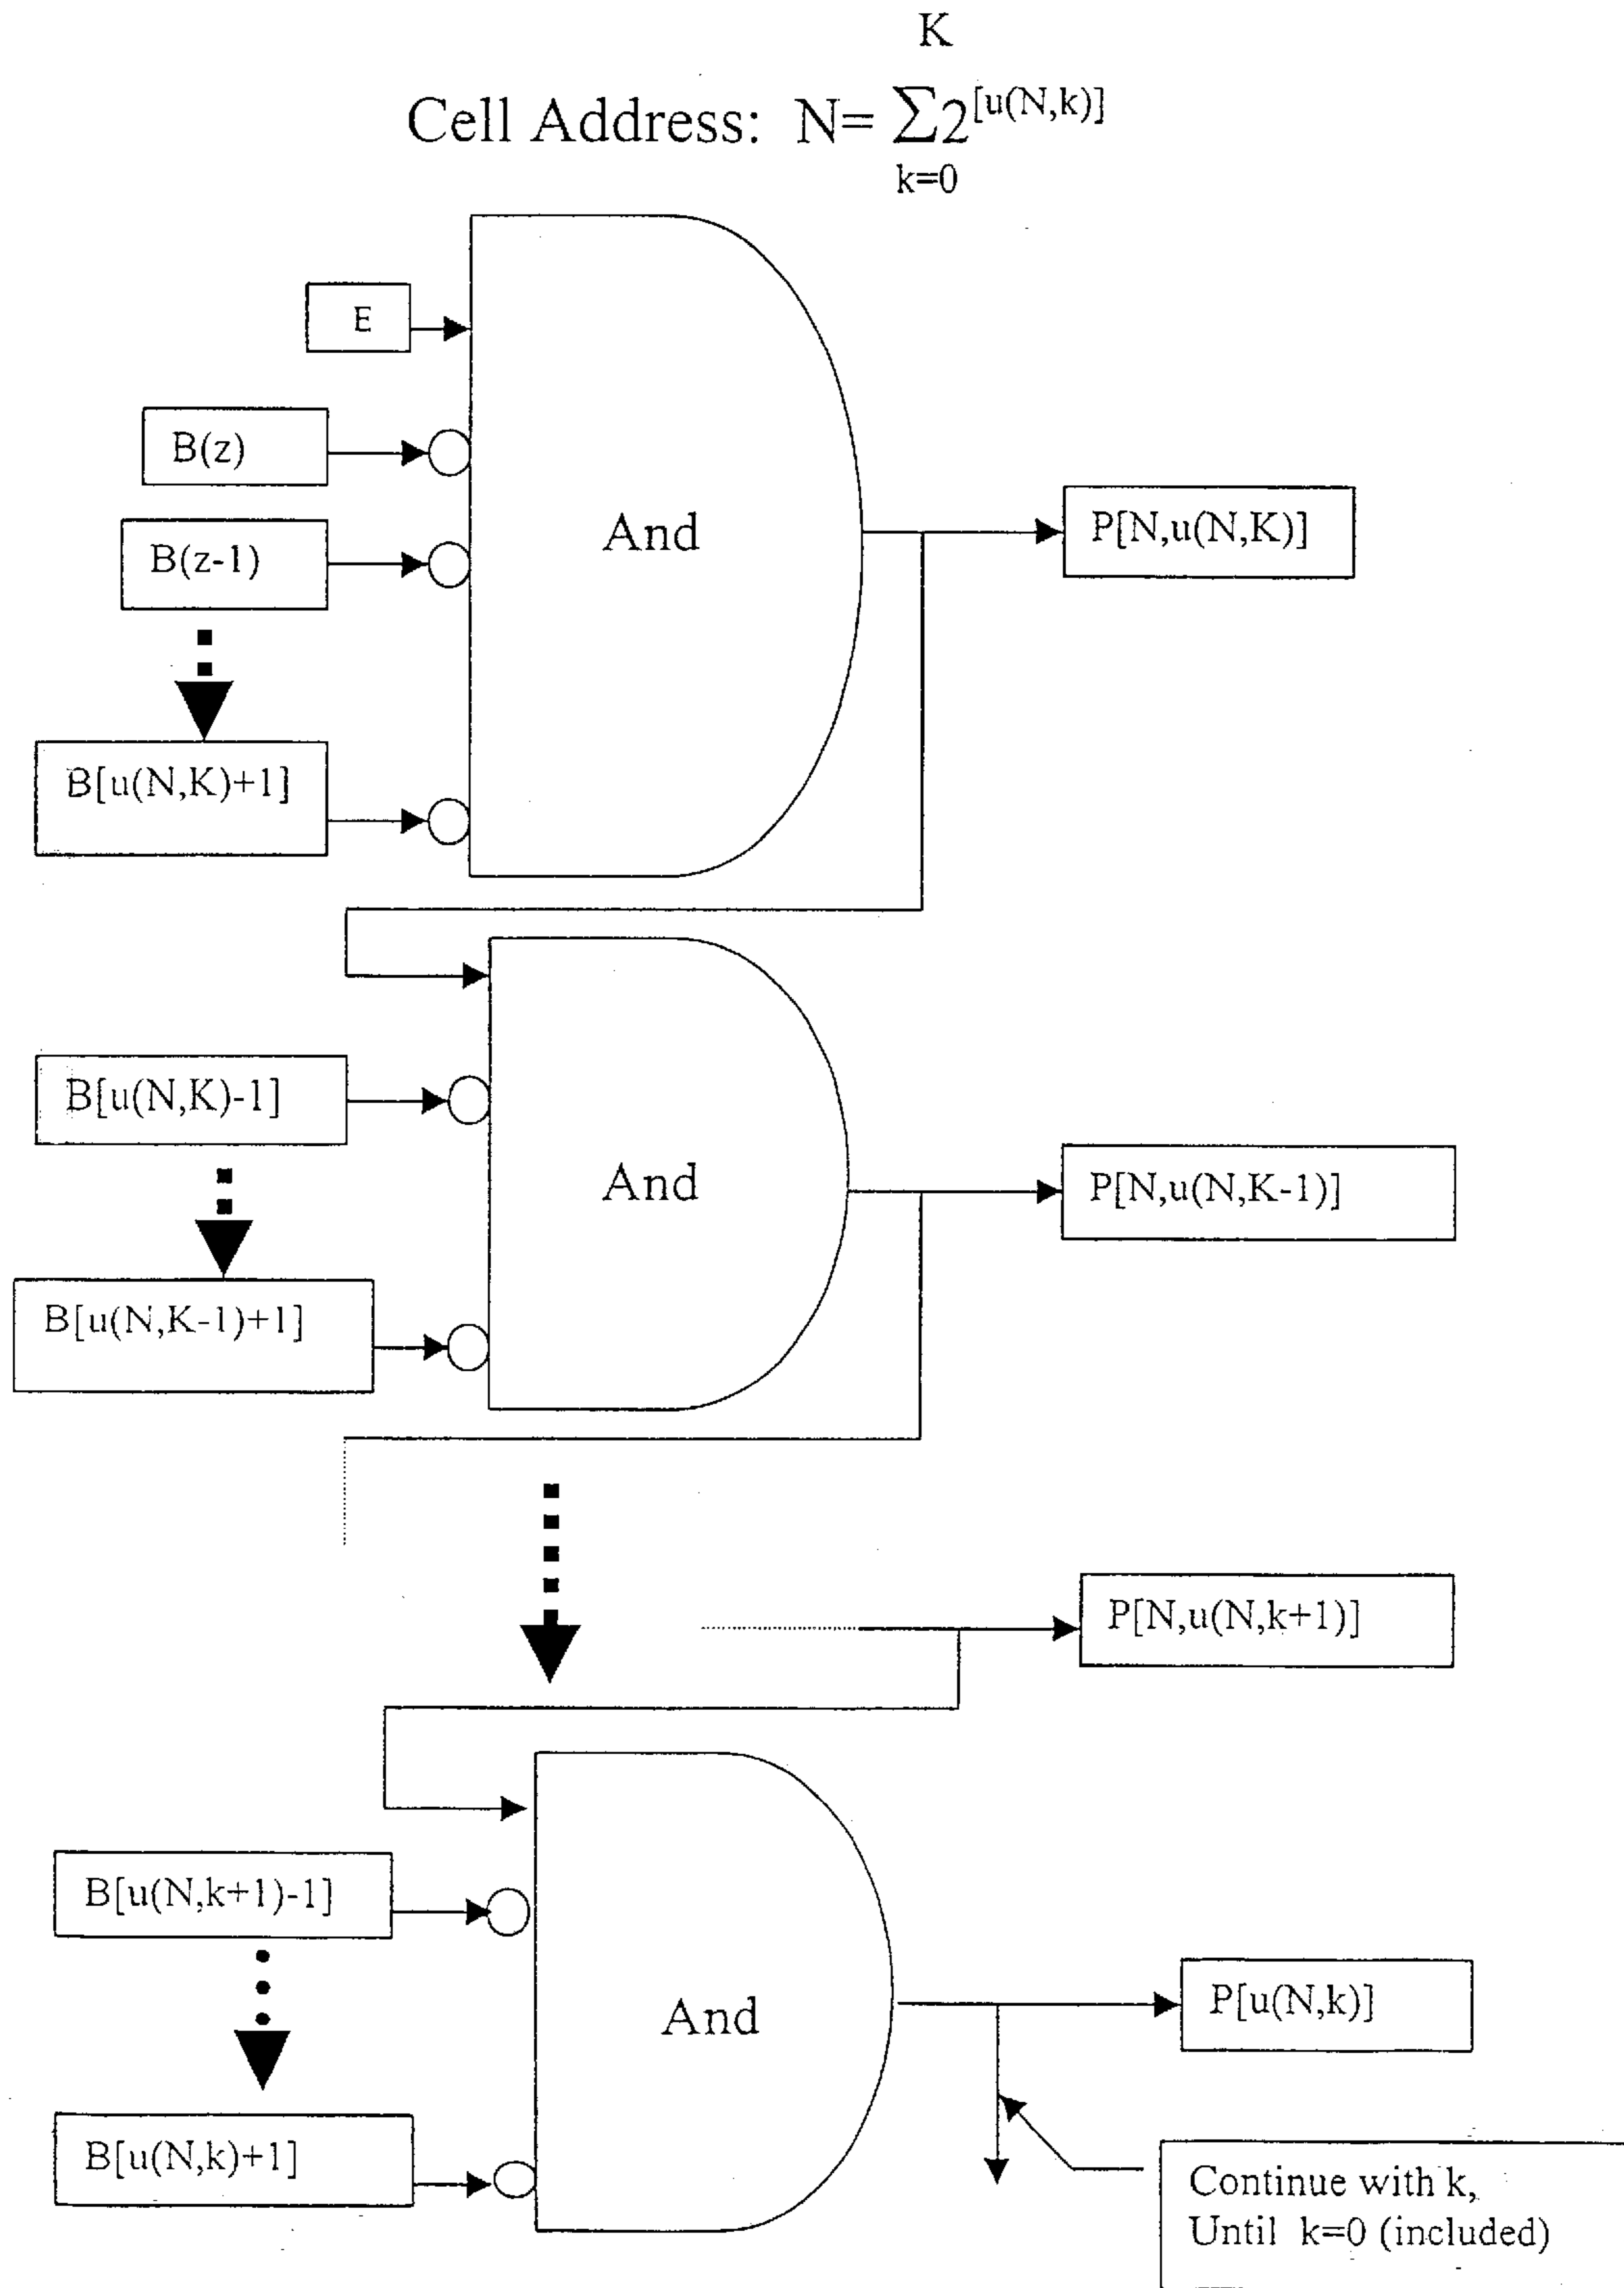 K
Cell Address: N= Σ2[u(N,k)]
k=0
E
B(z)
B(z-1)
And
P[N,u(N,K)]
B[u(N,K)+1]
B[u(N,K)-1]
And
P[N,u(N,K-1)]
B[u(N,K-1)+1]
P[N,u(N,k+1)]
B[u(N,k+1)-1]
And
P[u(N,k)]
B[u(N,k)+1]
Continue with k,
Until k=0 (included)